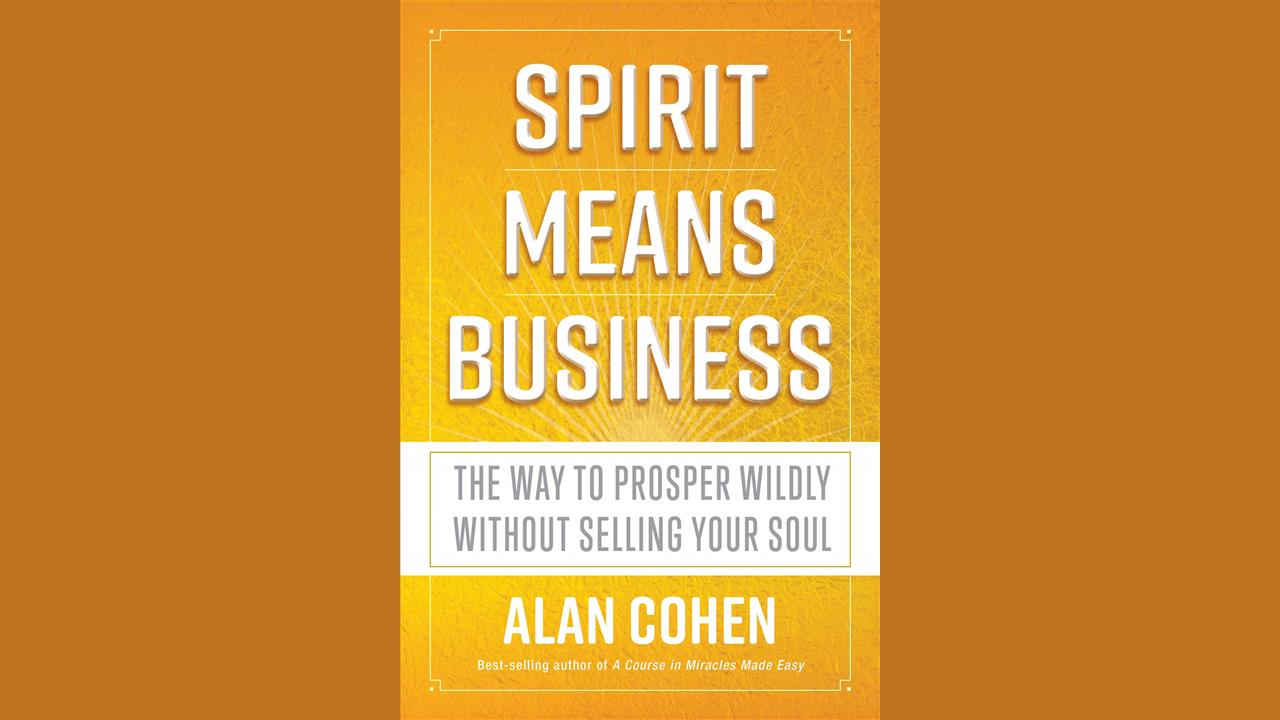 SPIRIT
MEANS
BUSINESS
THE WAY TO PROSPER WILDLY
WITHOUT SELLING YOUR SOUL
ALAN COHEN
Best-selling author of A Course in Miracles Made Easy